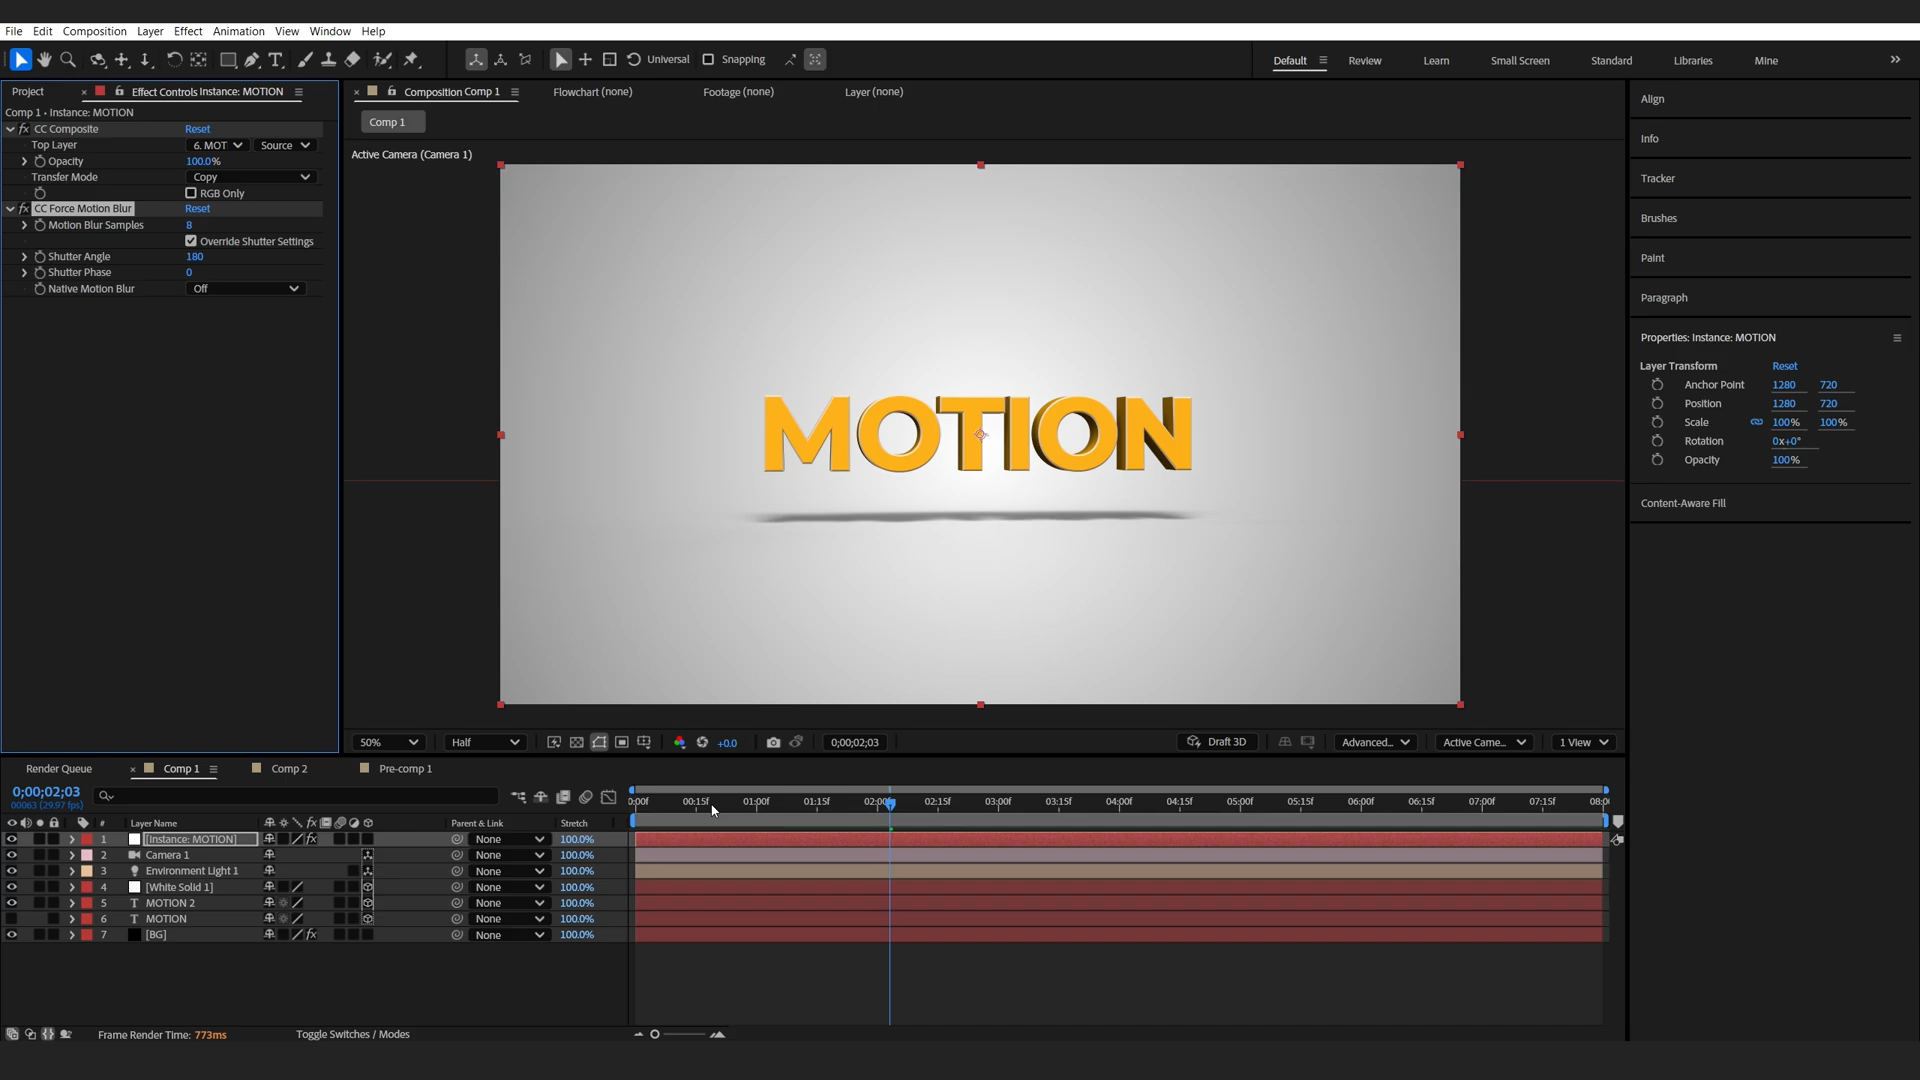 File Edit Composition Layer Effect Animation View Window Help
Universal Snapping Default Review Learn Small Screen Standard Libraries Mine
Project Effect Controls Instance: MOTION
Composition Comp 1 Flowchart (none) Footage (none) Layer (none)
Comp 1 • Instance: MOTION
Comp 1
fx CC Composite Reset
Top Layer 6. MOT Source
Opacity 100.0%
Transfer Mode Copy
RGB Only
fx CC Force Motion Blur Reset
Motion Blur Samples 8
Override Shutter Settings
Shutter Angle 180
Shutter Phase 0
Native Motion Blur Off
Active Camera (Camera 1)
MOTION
50% Half +0.0 0;00;02;03 Draft 3D Advanced... Active Came... 1 View
Align
Info
Tracker
Brushes
Paint
Paragraph
Properties: Instance: MOTION
Layer Transform Reset
Anchor Point 1280 720
Position 1280 720
Scale 100% 100%
Rotation 0x+0°
Opacity 100%
Content-Aware Fill
Render Queue Comp 1 Comp 2 Pre-comp 1
0;00;02;03
00063 (29.97 fps)
0:00f 00:15f 01:00f 01:15f 02:00f 02:15f 03:00f 03:15f 04:00f 04:15f 05:00f 05:15f 06:00f 06:15f 07:00f 07:15f 08:0
# Layer Name fx Parent & Link Stretch
1 [Instance: MOTION] fx None 100.0%
2 Camera 1 None 100.0%
3 Environment Light 1 None 100.0%
4 [White Solid 1] None 100.0%
5 T MOTION 2 None 100.0%
6 T MOTION None 100.0%
7 [BG] fx None 100.0%
Frame Render Time: 773ms Toggle Switches / Modes